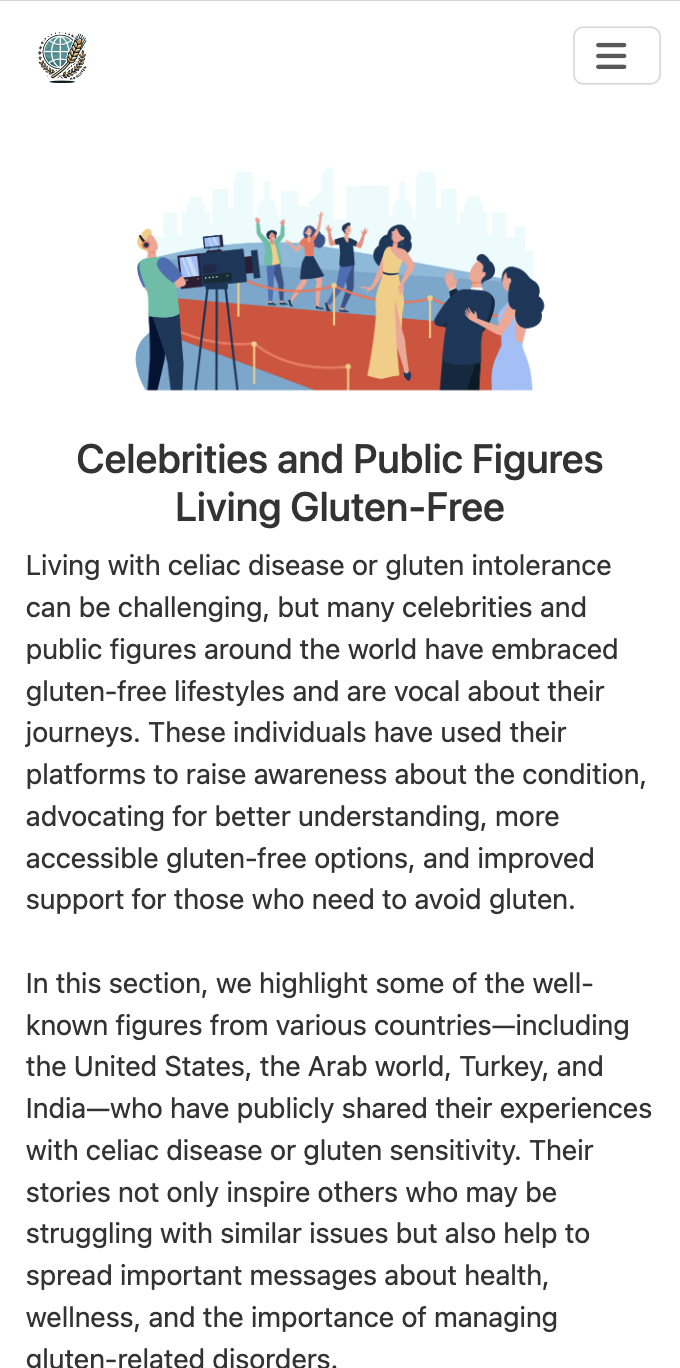 Celebrities and Public Figures
Living Gluten-Free
Living with celiac disease or gluten intolerance
can be challenging, but many celebrities and
public figures around the world have embraced
gluten-free lifestyles and are vocal about their
journeys. These individuals have used their
platforms to raise awareness about the condition,
advocating for better understanding, more
accessible gluten-free options, and improved
support for those who need to avoid gluten.
In this section, we highlight some of the well-
known figures from various countries—including
the United States, the Arab world, Turkey, and
India—who have publicly shared their experiences
with celiac disease or gluten sensitivity. Their
stories not only inspire others who may be
struggling with similar issues but also help to
spread important messages about health,
wellness, and the importance of managing
gluten-related disorders.